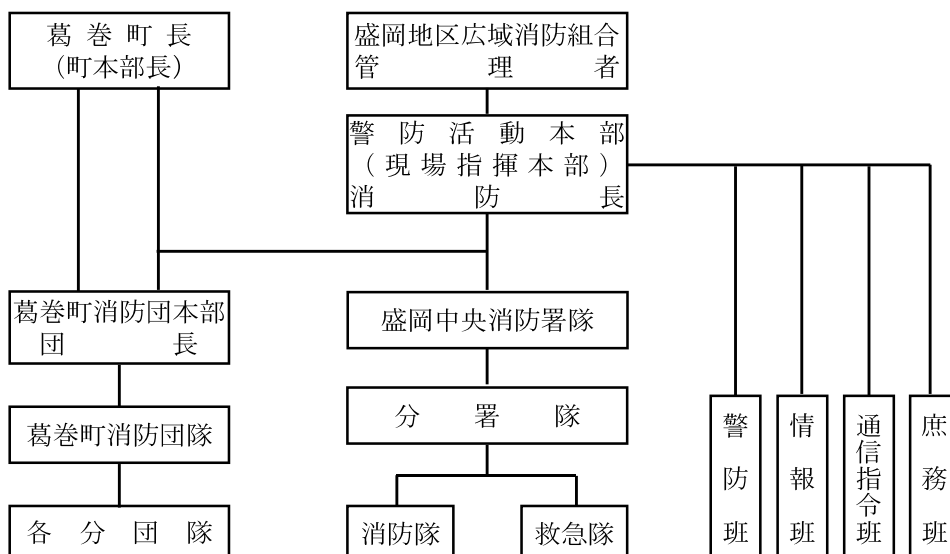 葛巻町長
（町本部長）
盛岡地区広域消防組合
管理者
警防活動本部
（現場指揮本部）
消防長
葛巻町消防団本部
団長
盛岡中央消防署隊
葛巻町消防団隊
分署隊
各分団隊
消防隊
救急隊
警防班
情報班
通信指令班
庶務班